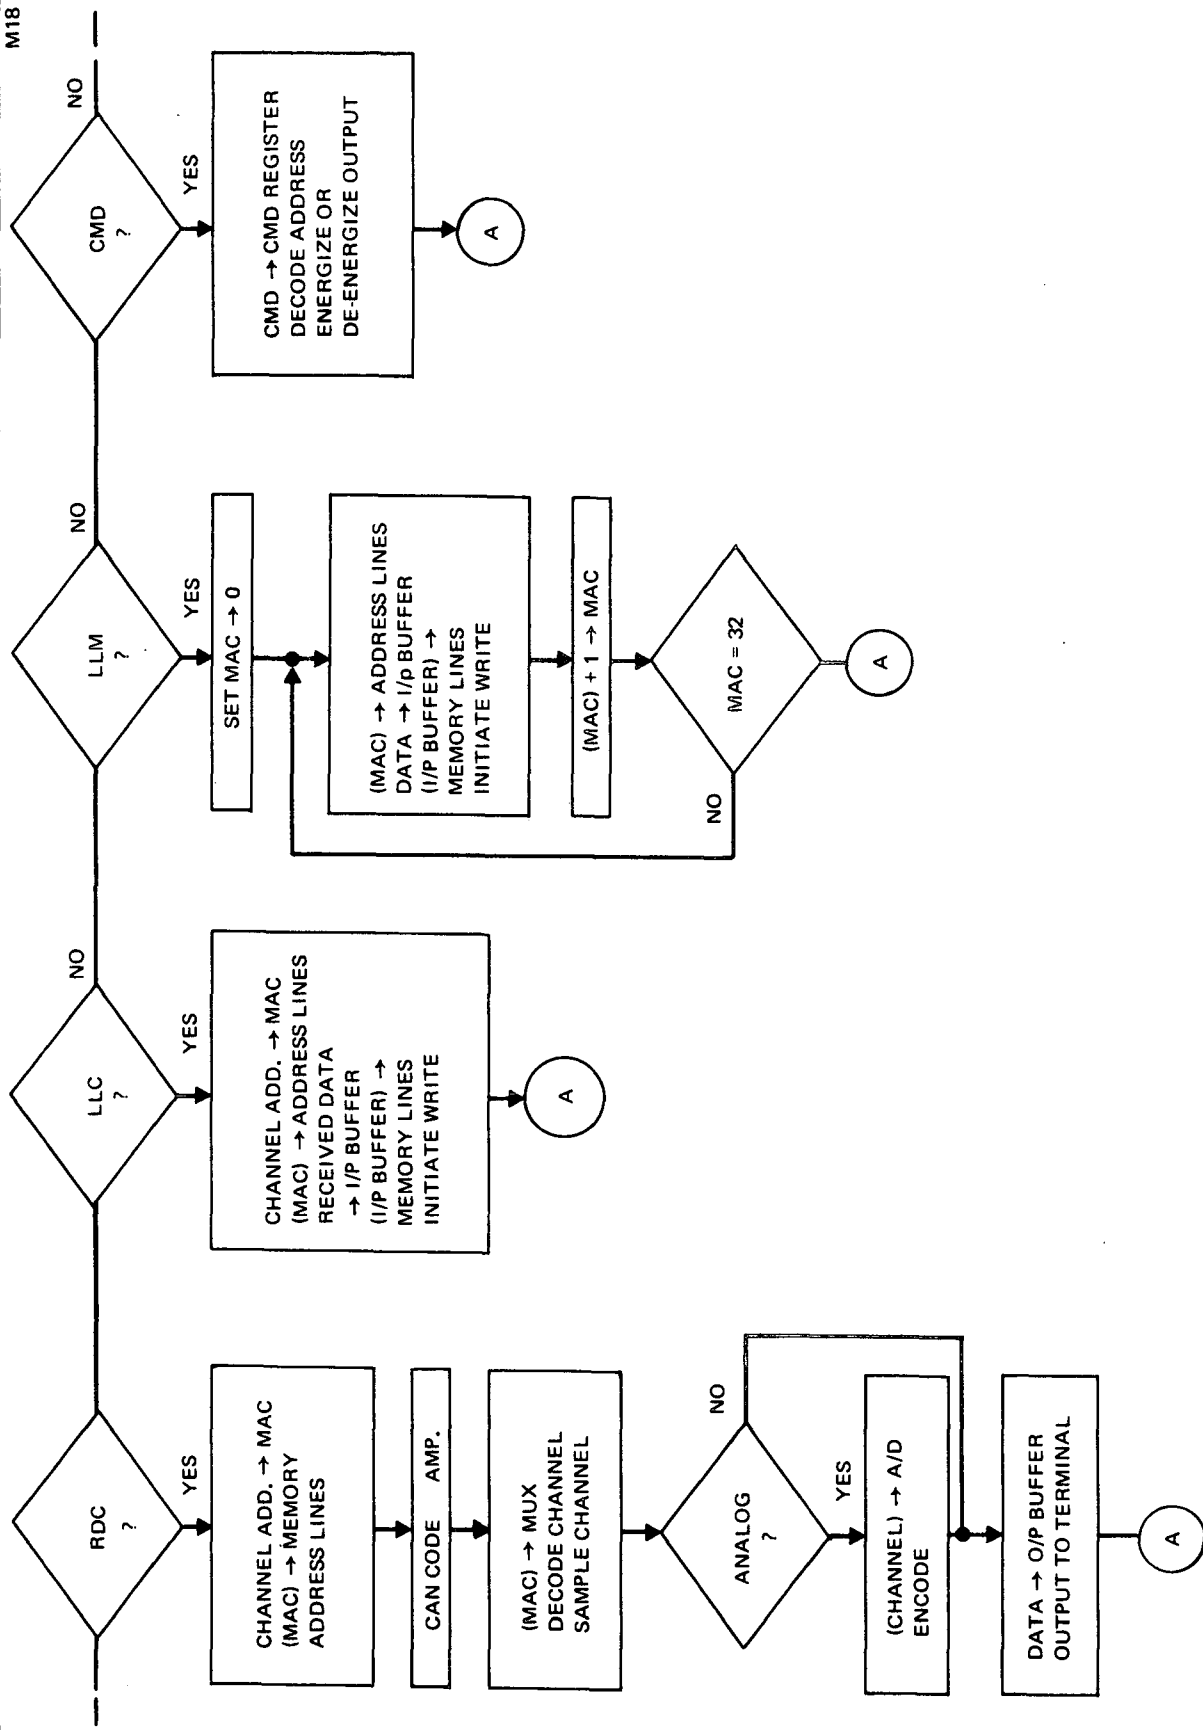 M18
RDC
?
YES
CHANNEL ADD. → MAC
(MAC) → MEMORY
ADDRESS LINES
CAN CODE AMP.
(MAC) → MUX
DECODE CHANNEL
SAMPLE CHANNEL
ANALOG
?
NO
YES
(CHANNEL) → A/D
ENCODE
DATA → O/P BUFFER
OUTPUT TO TERMINAL
A
LLC
?
NO
YES
CHANNEL ADD. → MAC
(MAC) → ADDRESS LINES
RECEIVED DATA
→ I/P BUFFER
(I/P BUFFER) →
MEMORY LINES
INITIATE WRITE
A
LLM
?
NO
YES
SET MAC → 0
(MAC) → ADDRESS LINES
DATA → I/p BUFFER
(I/P BUFFER) →
MEMORY LINES
INITIATE WRITE
(MAC) + 1 → MAC
MAC = 32
NO
A
CMD
?
NO
YES
CMD → CMD REGISTER
DECODE ADDRESS
ENERGIZE OR
DE-ENERGIZE OUTPUT
A